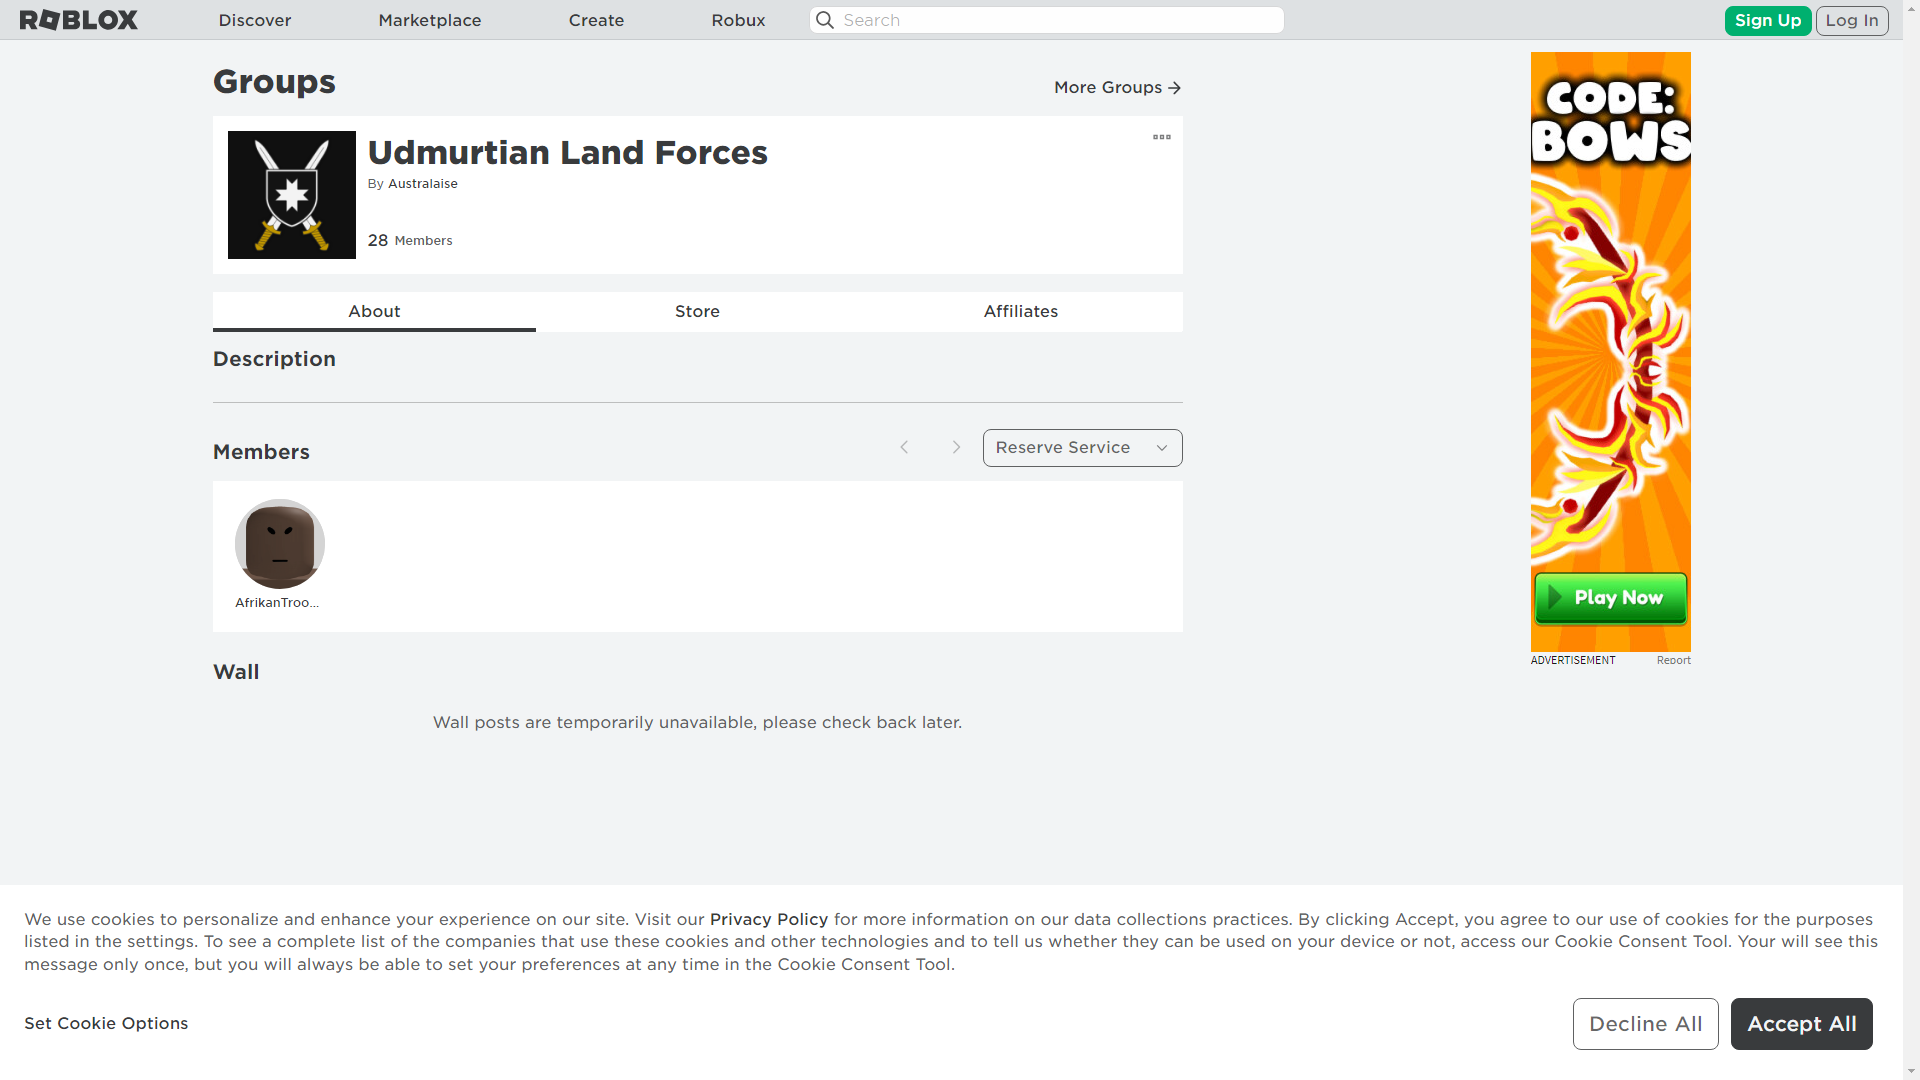 ROBLOX
Discover
Marketplace
Create
Robux
Search
Sign Up
Log In
Groups
More Groups
Udmurtian Land Forces
By Australaise
28 Members
About
Store
Affiliates
Description
Members
Reserve Service
AfrikanTroo...
Wall
Wall posts are temporarily unavailable, please check back later.
CODE:
BOWS
Play Now
ADVERTISEMENT
Report
We use cookies to personalize and enhance your experience on our site. Visit our Privacy Policy for more information on our data collections practices. By clicking Accept, you agree to our use of cookies for the purposes
listed in the settings. To see a complete list of the companies that use these cookies and other technologies and to tell us whether they can be used on your device or not, access our Cookie Consent Tool. Your will see this
message only once, but you will always be able to set your preferences at any time in the Cookie Consent Tool.
Set Cookie Options
Decline All
Accept All